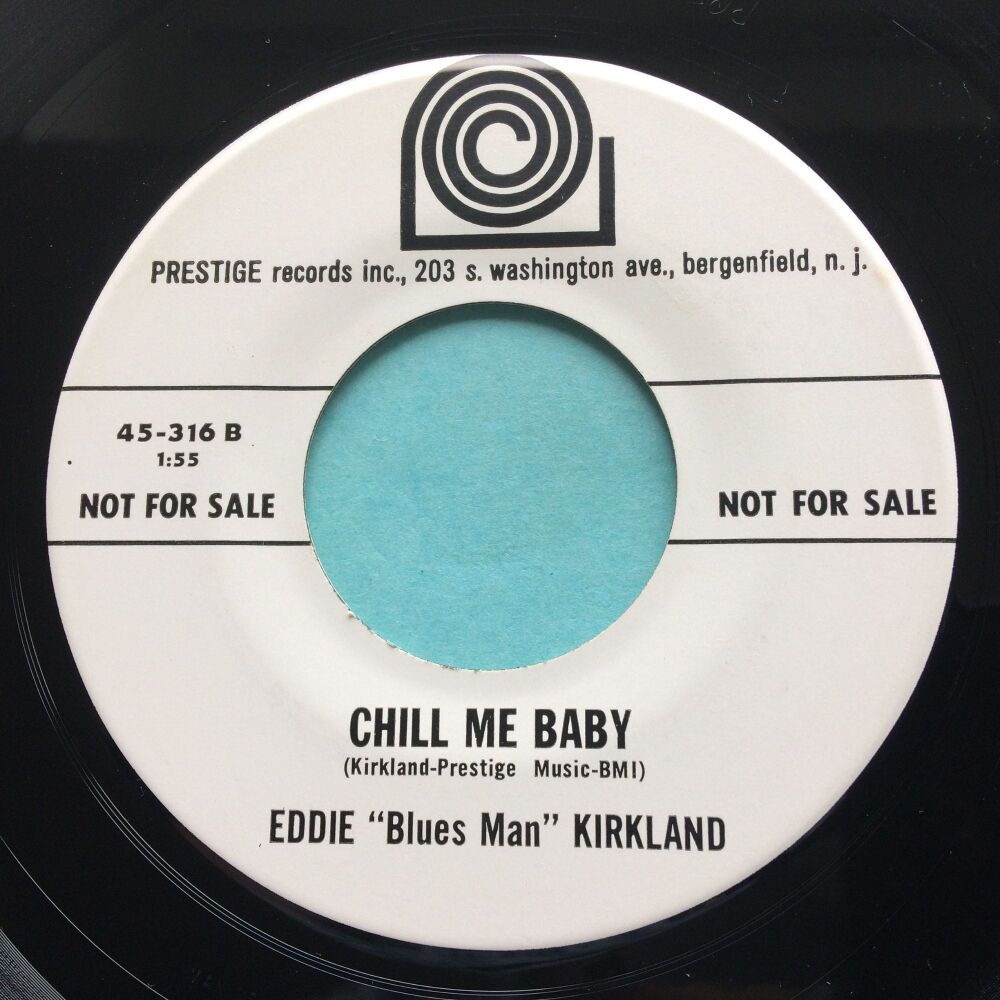 PRESTIGE records inc., 203 s. washington ave., bergenfield, n. j.
45-316 B
1:55
NOT FOR SALE
NOT FOR SALE
CHILL ME BABY
(Kirkland-Prestige Music-BMI)
EDDIE “Blues Man” KIRKLAND